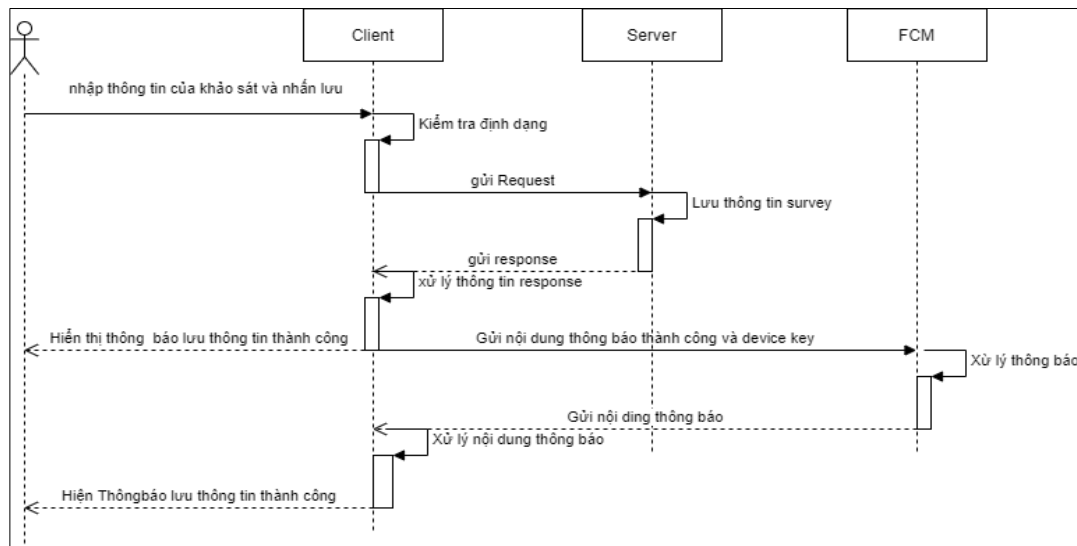 Client
Server
FCM
nhập thông tin của khảo sát và nhấn lưu
Kiểm tra định dạng
gửi Request
Lưu thông tin survey
gửi response
xử lý thông tin response
Hiển thị thông báo lưu thông tin thành công
Gửi nội dung thông báo thành công và device key
Xử lý thông báo
Gửi nội ding thông báo
Xử lý nội dung thông báo
Hiện Thôngbáo lưu thông tin thành công